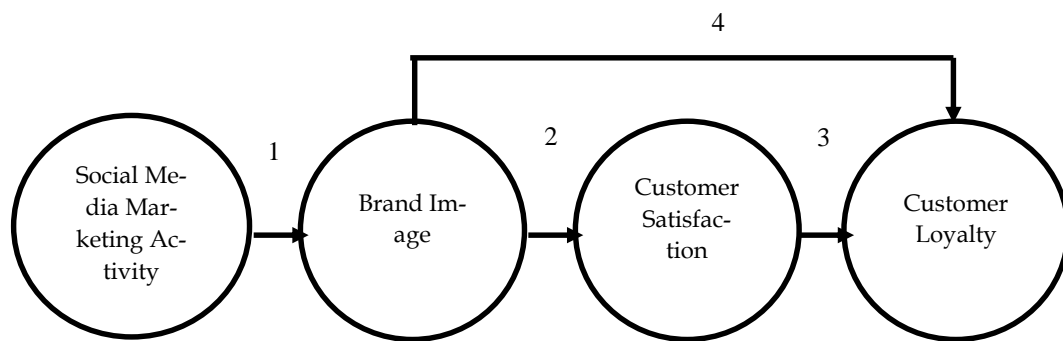 4
1
2
3
Social Me-
dia Mar-
keting Ac-
tivity
Brand Im-
age
Customer
Satisfac-
tion
Customer
Loyalty